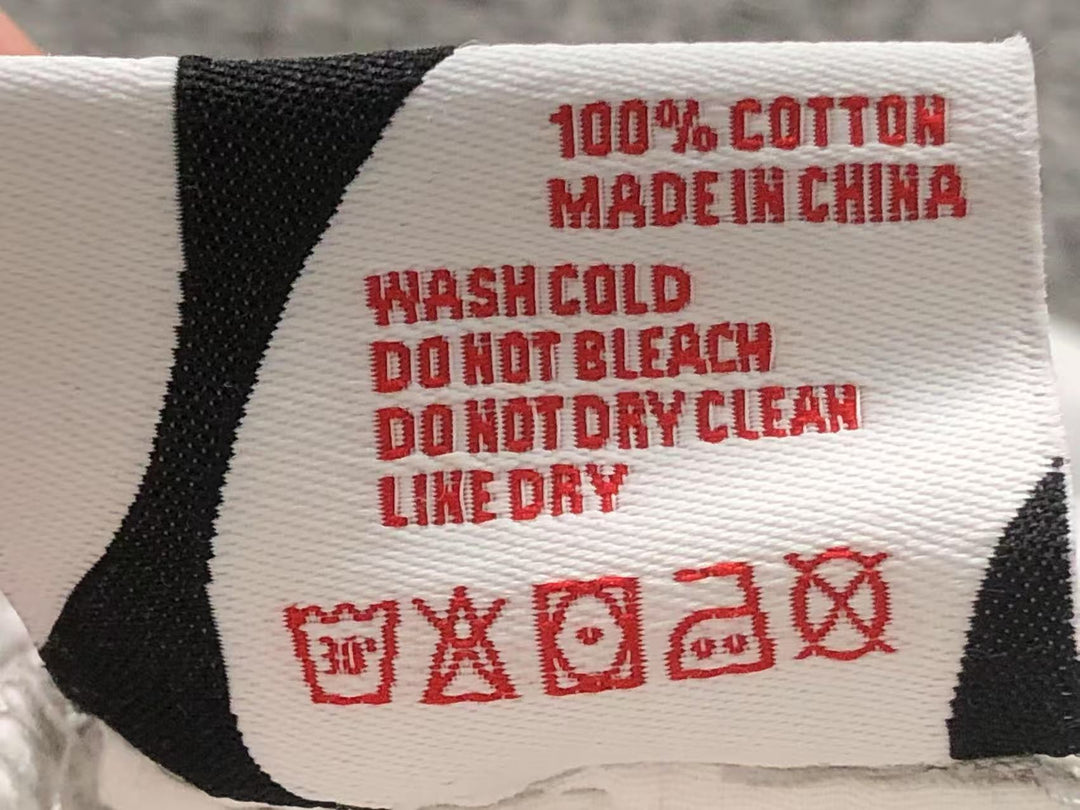 100% COTTON
MADE IN CHINA
WASH COLD
DO NOT BLEACH
DO NOT DRY CLEAN
LIKE DRY
30°